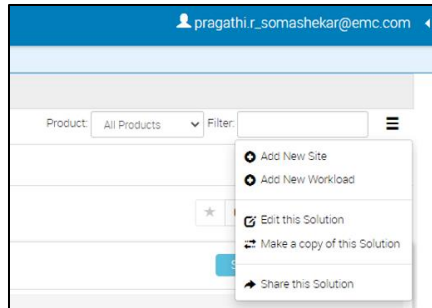 pragathi.r_somashekar@emc.com
Product: All Products Filter:
Add New Site
Add New Workload
Edit this Solution
Make a copy of this Solution
Share this Solution